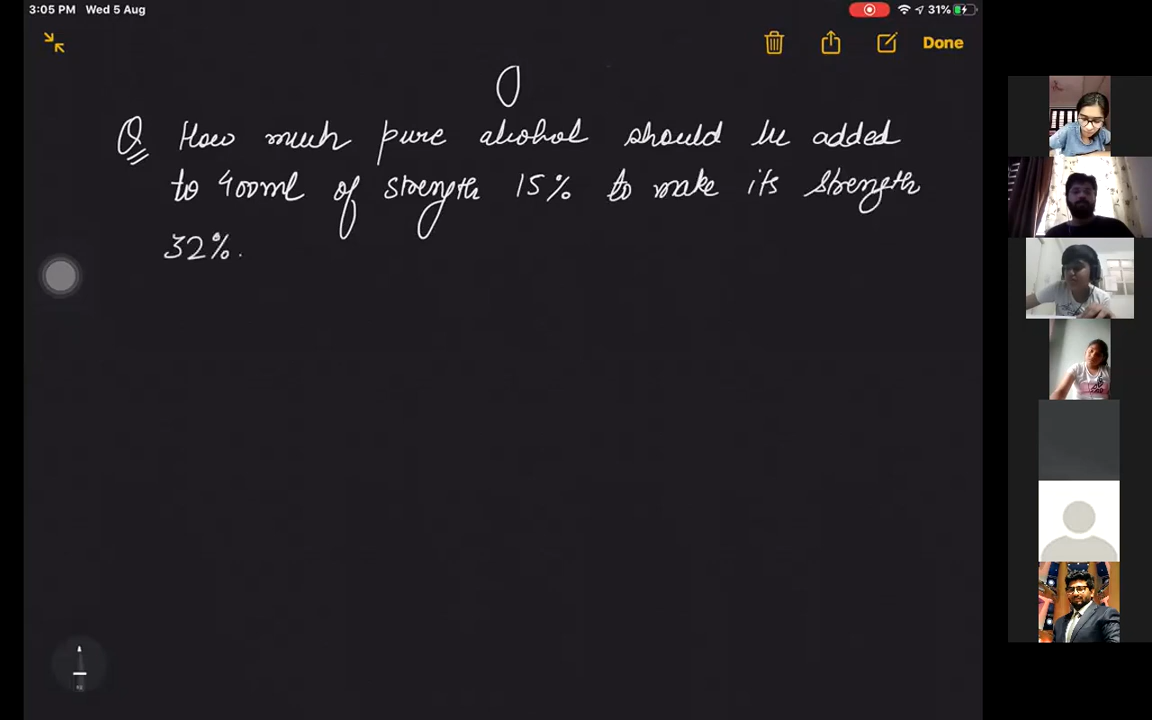 3:05 PM Wed 5 Aug
31%
Done
Q How much pure alcohol should be added
to 400ml of strength 15% to make its strength
32%.